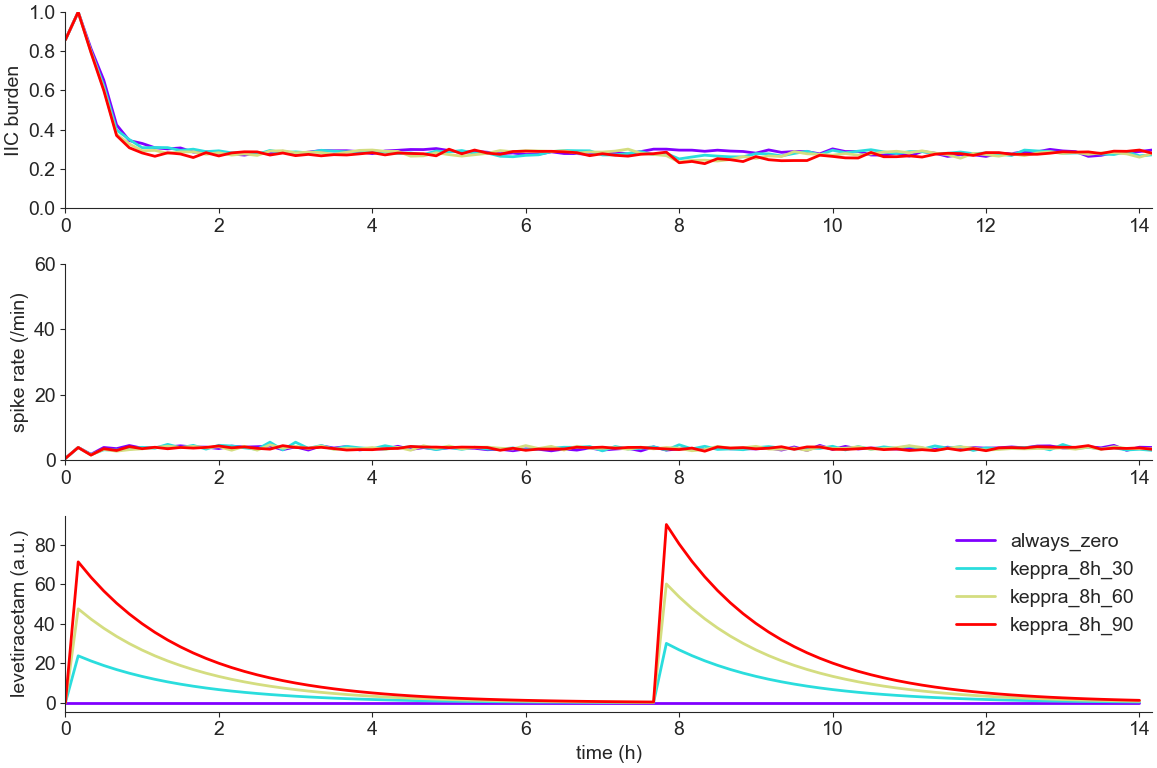 IIC burden
1.0
0.8
0.6
0.4
0.2
0.0
0 2 4 6 8 10 12 14
spike rate (/min)
60
40
20
0
0 2 4 6 8 10 12 14
levetiracetam (a.u.)
80
60
40
20
0
always_zero
keppra_8h_30
keppra_8h_60
keppra_8h_90
0 2 4 6 8 10 12 14
time (h)